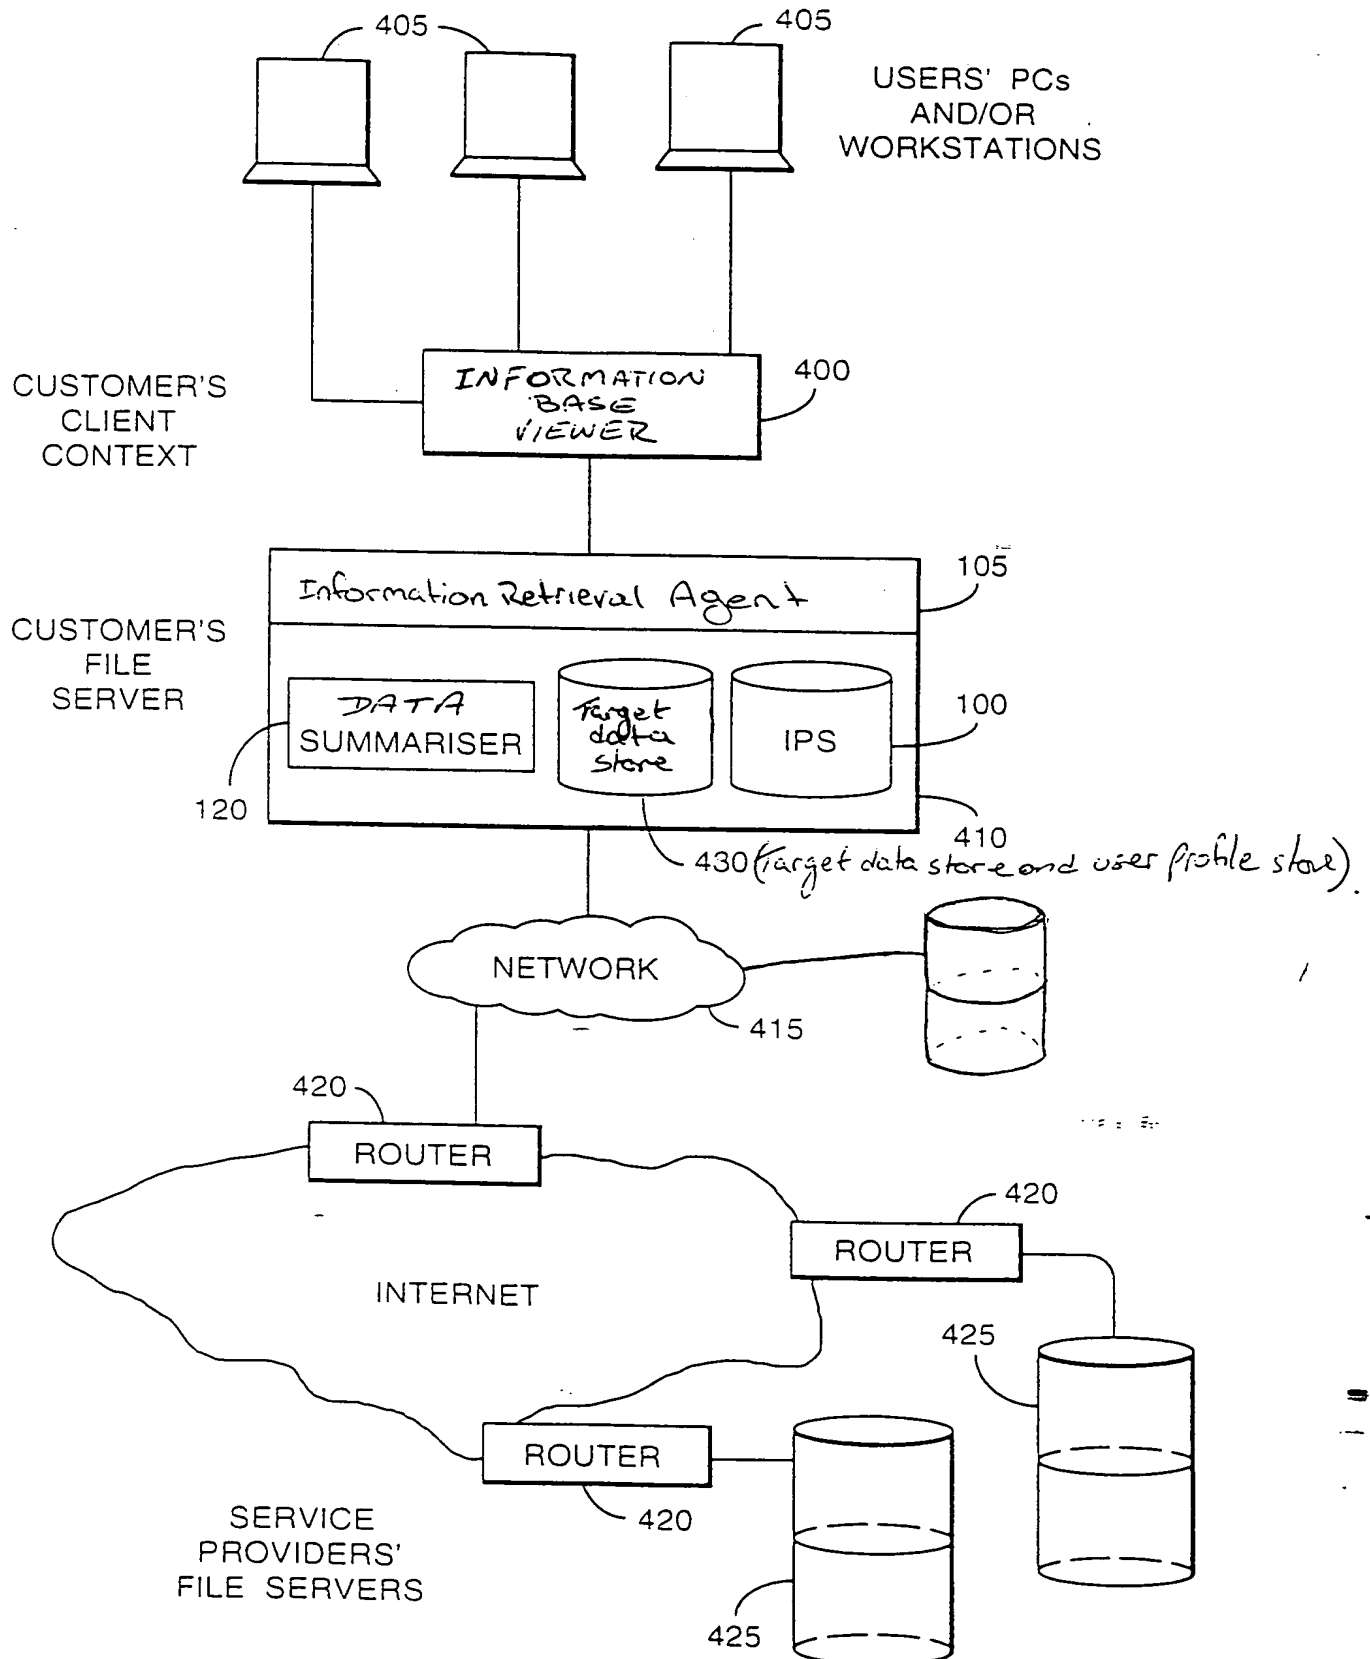 405
405
USERS' PCs
AND/OR
WORKSTATIONS
CUSTOMER'S
CLIENT
CONTEXT
INFORMATION
BASE
VIEWER
400
Information Retrieval Agent
105
CUSTOMER'S
FILE
SERVER
DATA
SUMMARISER
Target
data
store
IPS
100
120
410
430 (Target data store and user profile store).
NETWORK
415
420
ROUTER
420
ROUTER
INTERNET
425
ROUTER
420
SERVICE
PROVIDERS'
FILE SERVERS
425